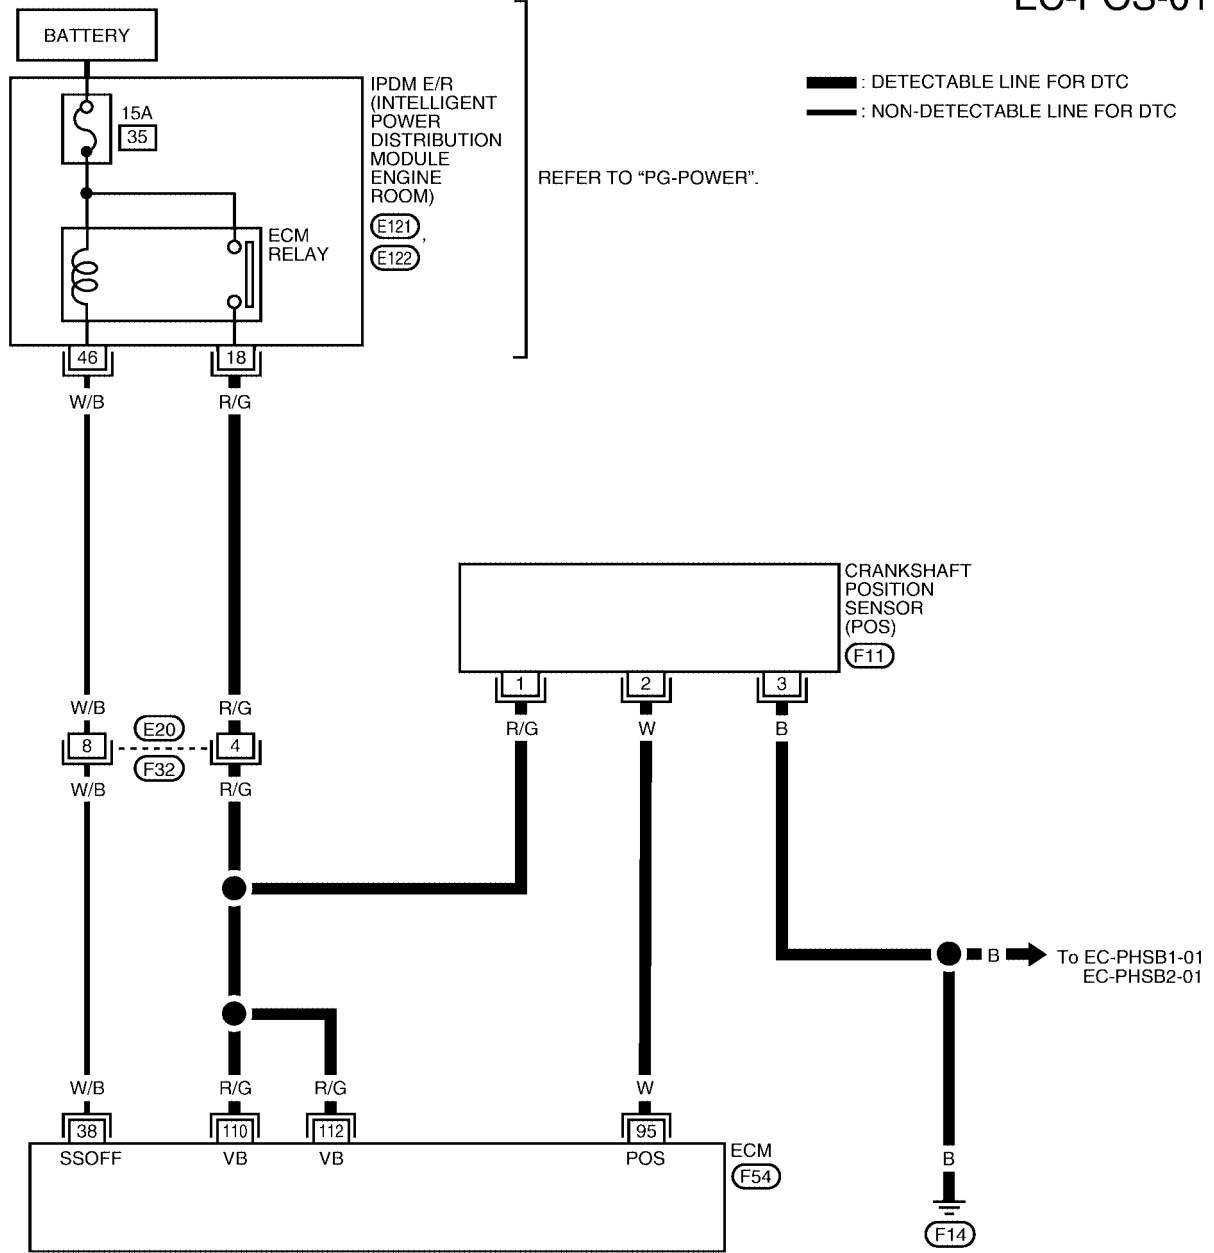 EC-POS-01
BATTERY
: DETECTABLE LINE FOR DTC
: NON-DETECTABLE LINE FOR DTC
15A
35
IPDM E/R
(INTELLIGENT
POWER
DISTRIBUTION
MODULE
ENGINE
ROOM)
E121 ,
E122
REFER TO “PG-POWER”.
ECM
RELAY
46
18
W/B
R/G
CRANKSHAFT
POSITION
SENSOR
(POS)
F11
1
2
3
R/G
W
B
W/B
R/G
8
E20
F32
4
W/B
R/G
B
To EC-PHSB1-01
EC-PHSB2-01
W/B
R/G
R/G
W
38
110
112
95
SSOFF
VB
VB
POS
ECM
F54
B
F14